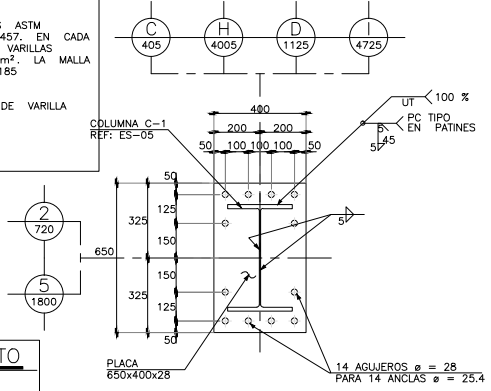 S ASTM
457. EN CADA
VARILLAS
m². LA MALLA
185
DE VARILLA
C
405
H
4005
D
1125
I
4725
400
200 200
50 100 100 100 50
COLUMNA C-1
REF: ES-05
UT 100 %
PC TIPO
EN PATINES
5
45
5
50
125
325
150
650
150
325
125
50
2
720
5
1800
5
TO
PLACA
650x400x28
14 AGUJEROS ø = 28
PARA 14 ANCLAS ø = 25.4